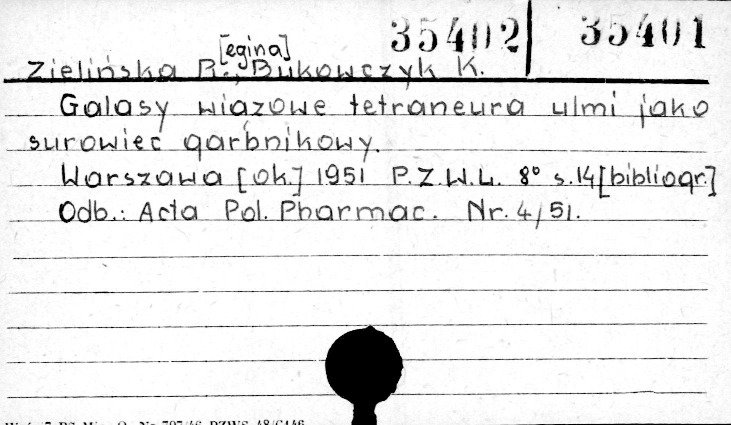 35402 35401
[egina]
Zielińska R., Bukowczyk K.
Galasy wiązowe tetraneura ulmi jako
surowiec garbnikowy.
Warszawa [ok.] 1951 P.Z.W.L. 8° s.14 [bibliogr.]
Odb.: Acta Pol. Pharmac. Nr. 4/51.